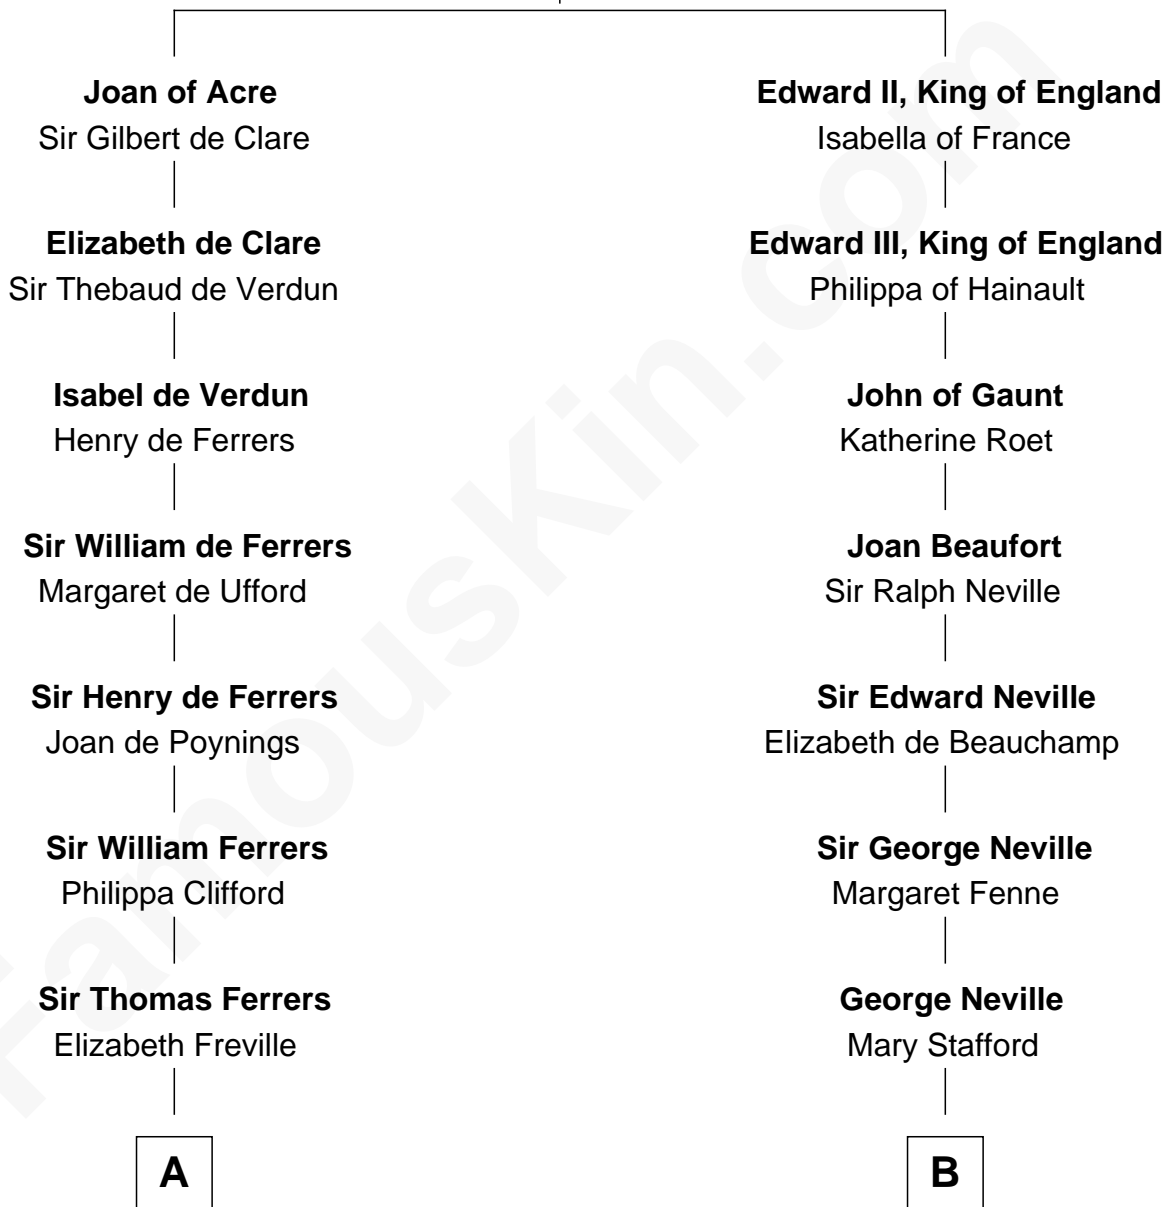 Joan of Acre
Sir Gilbert de Clare
Elizabeth de Clare
Sir Thebaud de Verdun
Isabel de Verdun
Henry de Ferrers
Sir William de Ferrers
Margaret de Ufford
Sir Henry de Ferrers
Joan de Poynings
Sir William Ferrers
Philippa Clifford
Sir Thomas Ferrers
Elizabeth Freville
A
Edward II, King of England
Isabella of France
Edward III, King of England
Philippa of Hainault
John of Gaunt
Katherine Roet
Joan Beaufort
Sir Ralph Neville
Sir Edward Neville
Elizabeth de Beauchamp
Sir George Neville
Margaret Fenne
George Neville
Mary Stafford
B
FamousKin.com